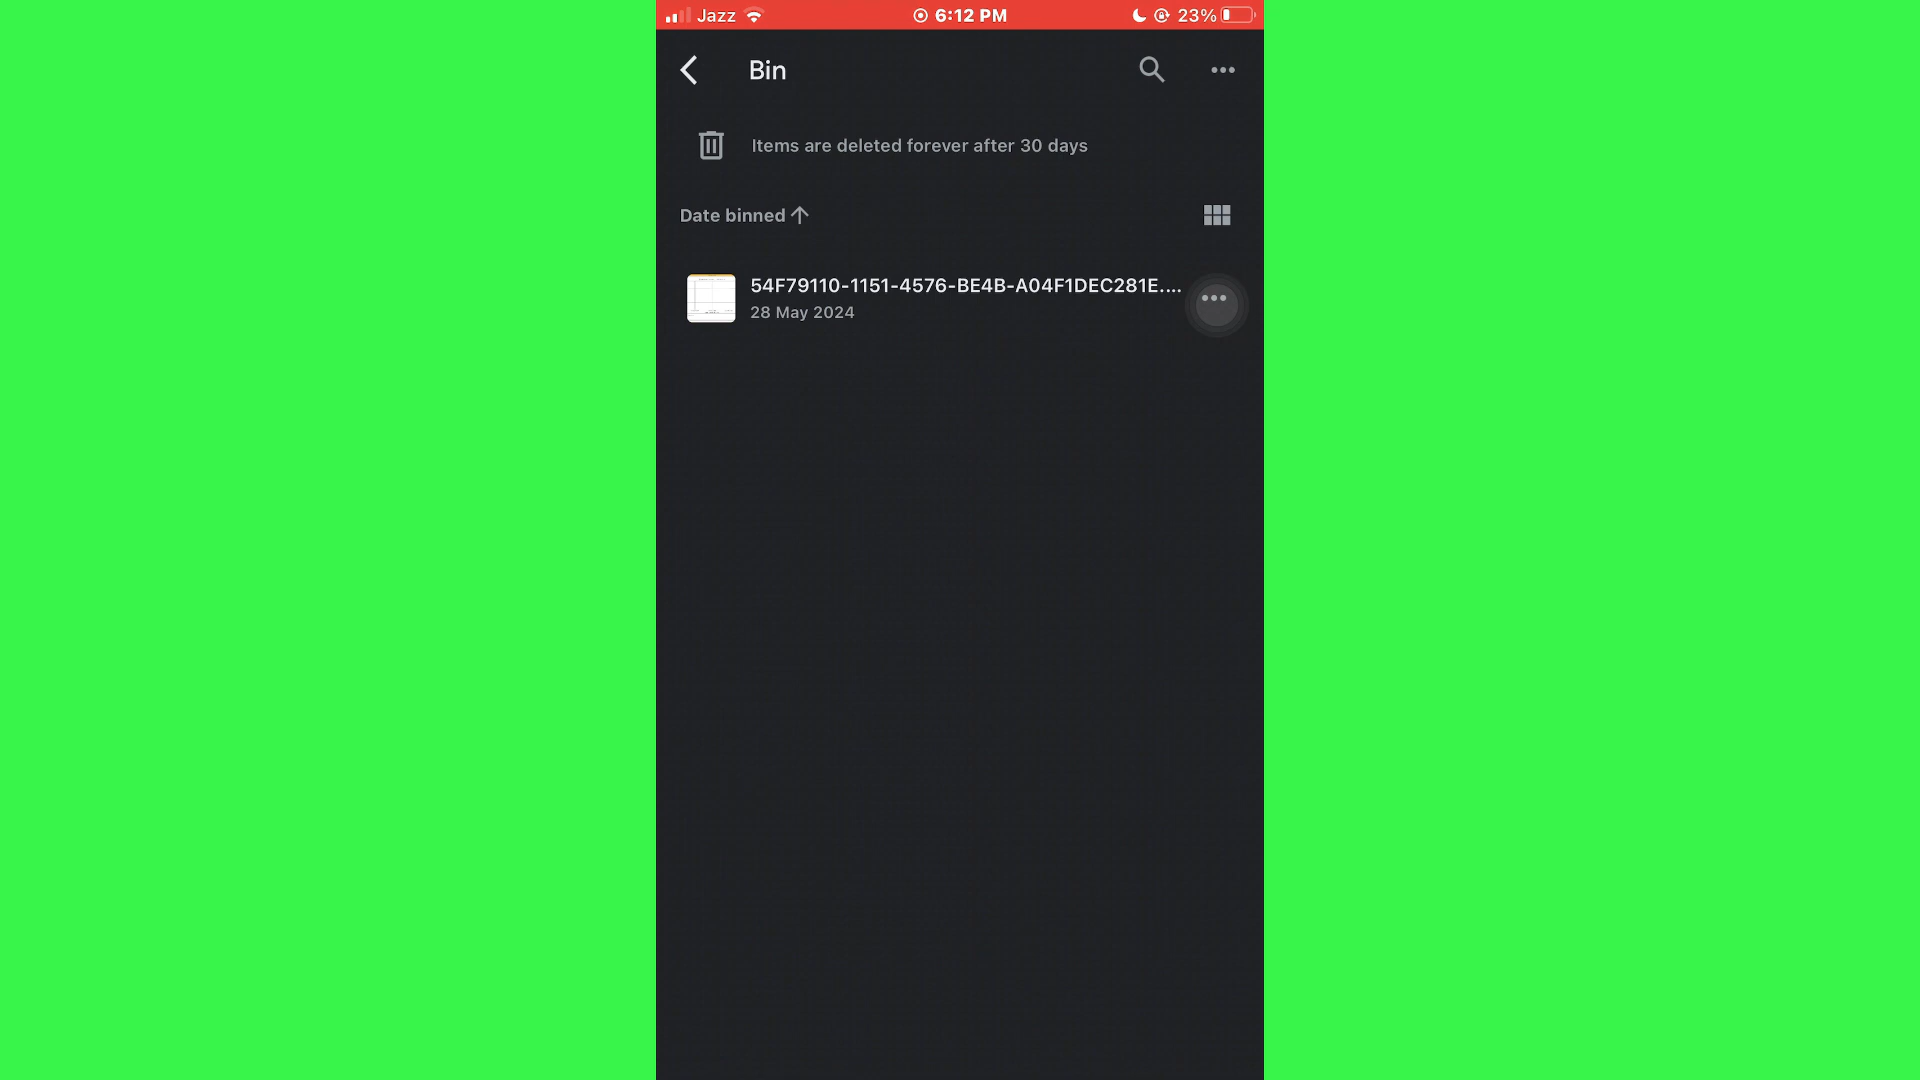 Jazz 6:12 PM 23%
Bin
Items are deleted forever after 30 days
Date binned
54F79110-1151-4576-BE4B-A04F1DEC281E....
28 May 2024